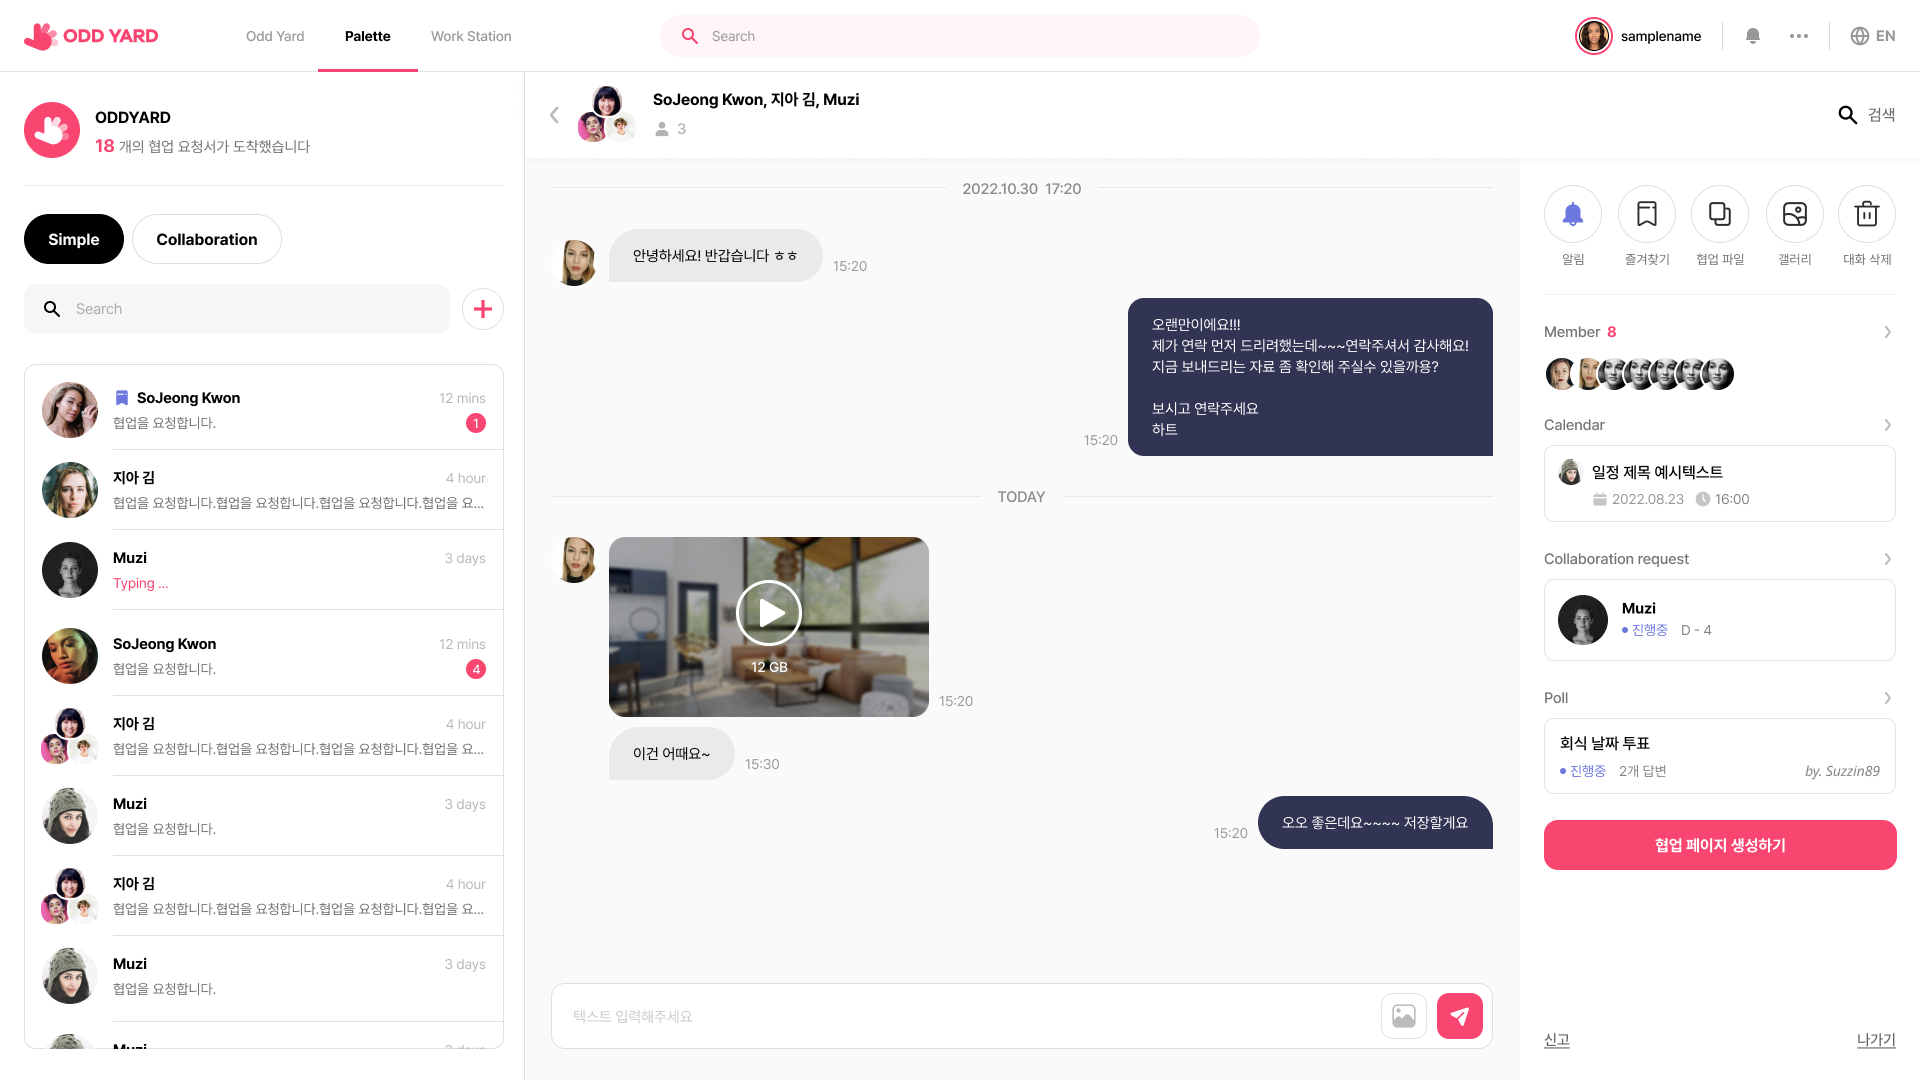 ODD YARD
Odd Yard
Palette
Work Station
Search
samplename
EN
ODDYARD
18 개의 협업 요청서가 도착했습니다
Simple
Collaboration
Search
SoJeong Kwon
12 mins
협업을 요청합니다.
1
지아 김
4 hour
협업을 요청합니다.협업을 요청합니다.협업을 요청합니다.협업을 요...
Muzi
3 days
Typing ...
SoJeong Kwon
12 mins
협업을 요청합니다.
4
지아 김
4 hour
협업을 요청합니다.협업을 요청합니다.협업을 요청합니다.협업을 요...
Muzi
3 days
협업을 요청합니다.
지아 김
4 hour
협업을 요청합니다.협업을 요청합니다.협업을 요청합니다.협업을 요...
Muzi
3 days
협업을 요청합니다.
Muzi
3 days
SoJeong Kwon, 지아 김, Muzi
3
검색
2022.10.30 17:20
안녕하세요! 반갑습니다 ㅎㅎ
15:20
오랜만이에요!!!
제가 연락 먼저 드리려했는데~~~연락주셔서 감사해요!
지금 보내드리는 자료 좀 확인해 주실수 있을까용?
보시고 연락주세요
하트
15:20
TODAY
12 GB
15:20
이건 어때요~
15:30
오오 좋은데요~~~~ 저장할게요
15:20
텍스트 입력해주세요
알림
즐겨찾기
협업 파일
갤러리
대화 삭제
Member 8
Calendar
일정 제목 예시텍스트
2022.08.23 16:00
Collaboration request
Muzi
진행중 D - 4
Poll
회식 날짜 투표
진행중 2개 답변
by. Suzzin89
협업 페이지 생성하기
신고
나가기